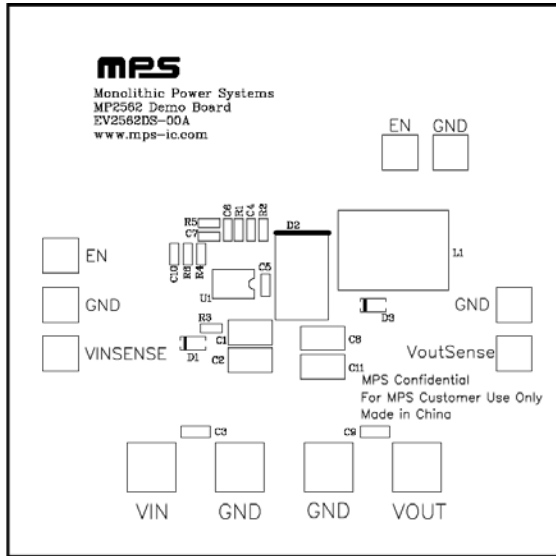 MPS
Monolithic Power Systems
MP2562 Demo Board
EV2562DS-00A
www.mps-ic.com
EN GND
C6 R1 C4 R2
R5
C7
D2
L1
C10 R6 R4
EN
C5
U1
GND
GND
D3
R3
C1
C8
VINSENSE
D1
C2
C11
VoutSense
MPS Confidential
For MPS Customer Use Only
Made in China
C3
C9
VIN GND GND VOUT